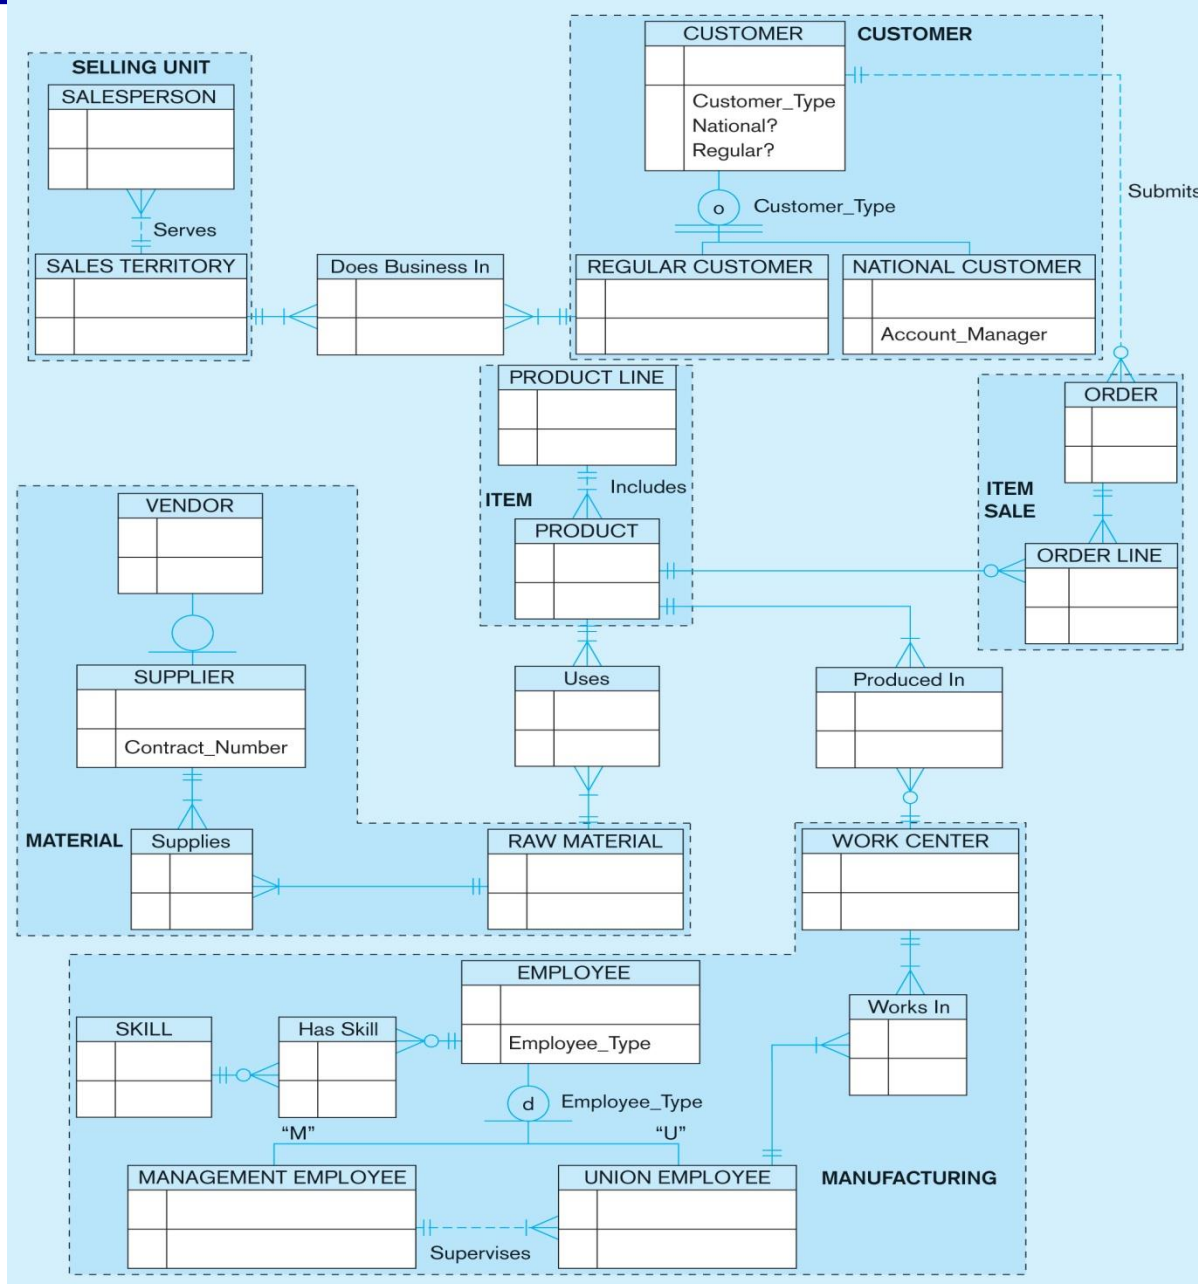 CUSTOMER
CUSTOMER
Customer_Type
National?
Regular?
Customer_Type
REGULAR CUSTOMER
NATIONAL CUSTOMER
Account_Manager
Submits
SELLING UNIT
SALESPERSON
Serves
SALES TERRITORY
Does Business In
PRODUCT LINE
Includes
ITEM
PRODUCT
ORDER
ITEM
SALE
ORDER LINE
VENDOR
SUPPLIER
Contract_Number
MATERIAL
Supplies
Uses
RAW MATERIAL
Produced In
WORK CENTER
EMPLOYEE
Employee_Type
SKILL
Has Skill
Works In
d
Employee_Type
"M"
"U"
MANAGEMENT EMPLOYEE
UNION EMPLOYEE
MANUFACTURING
Supervises
o